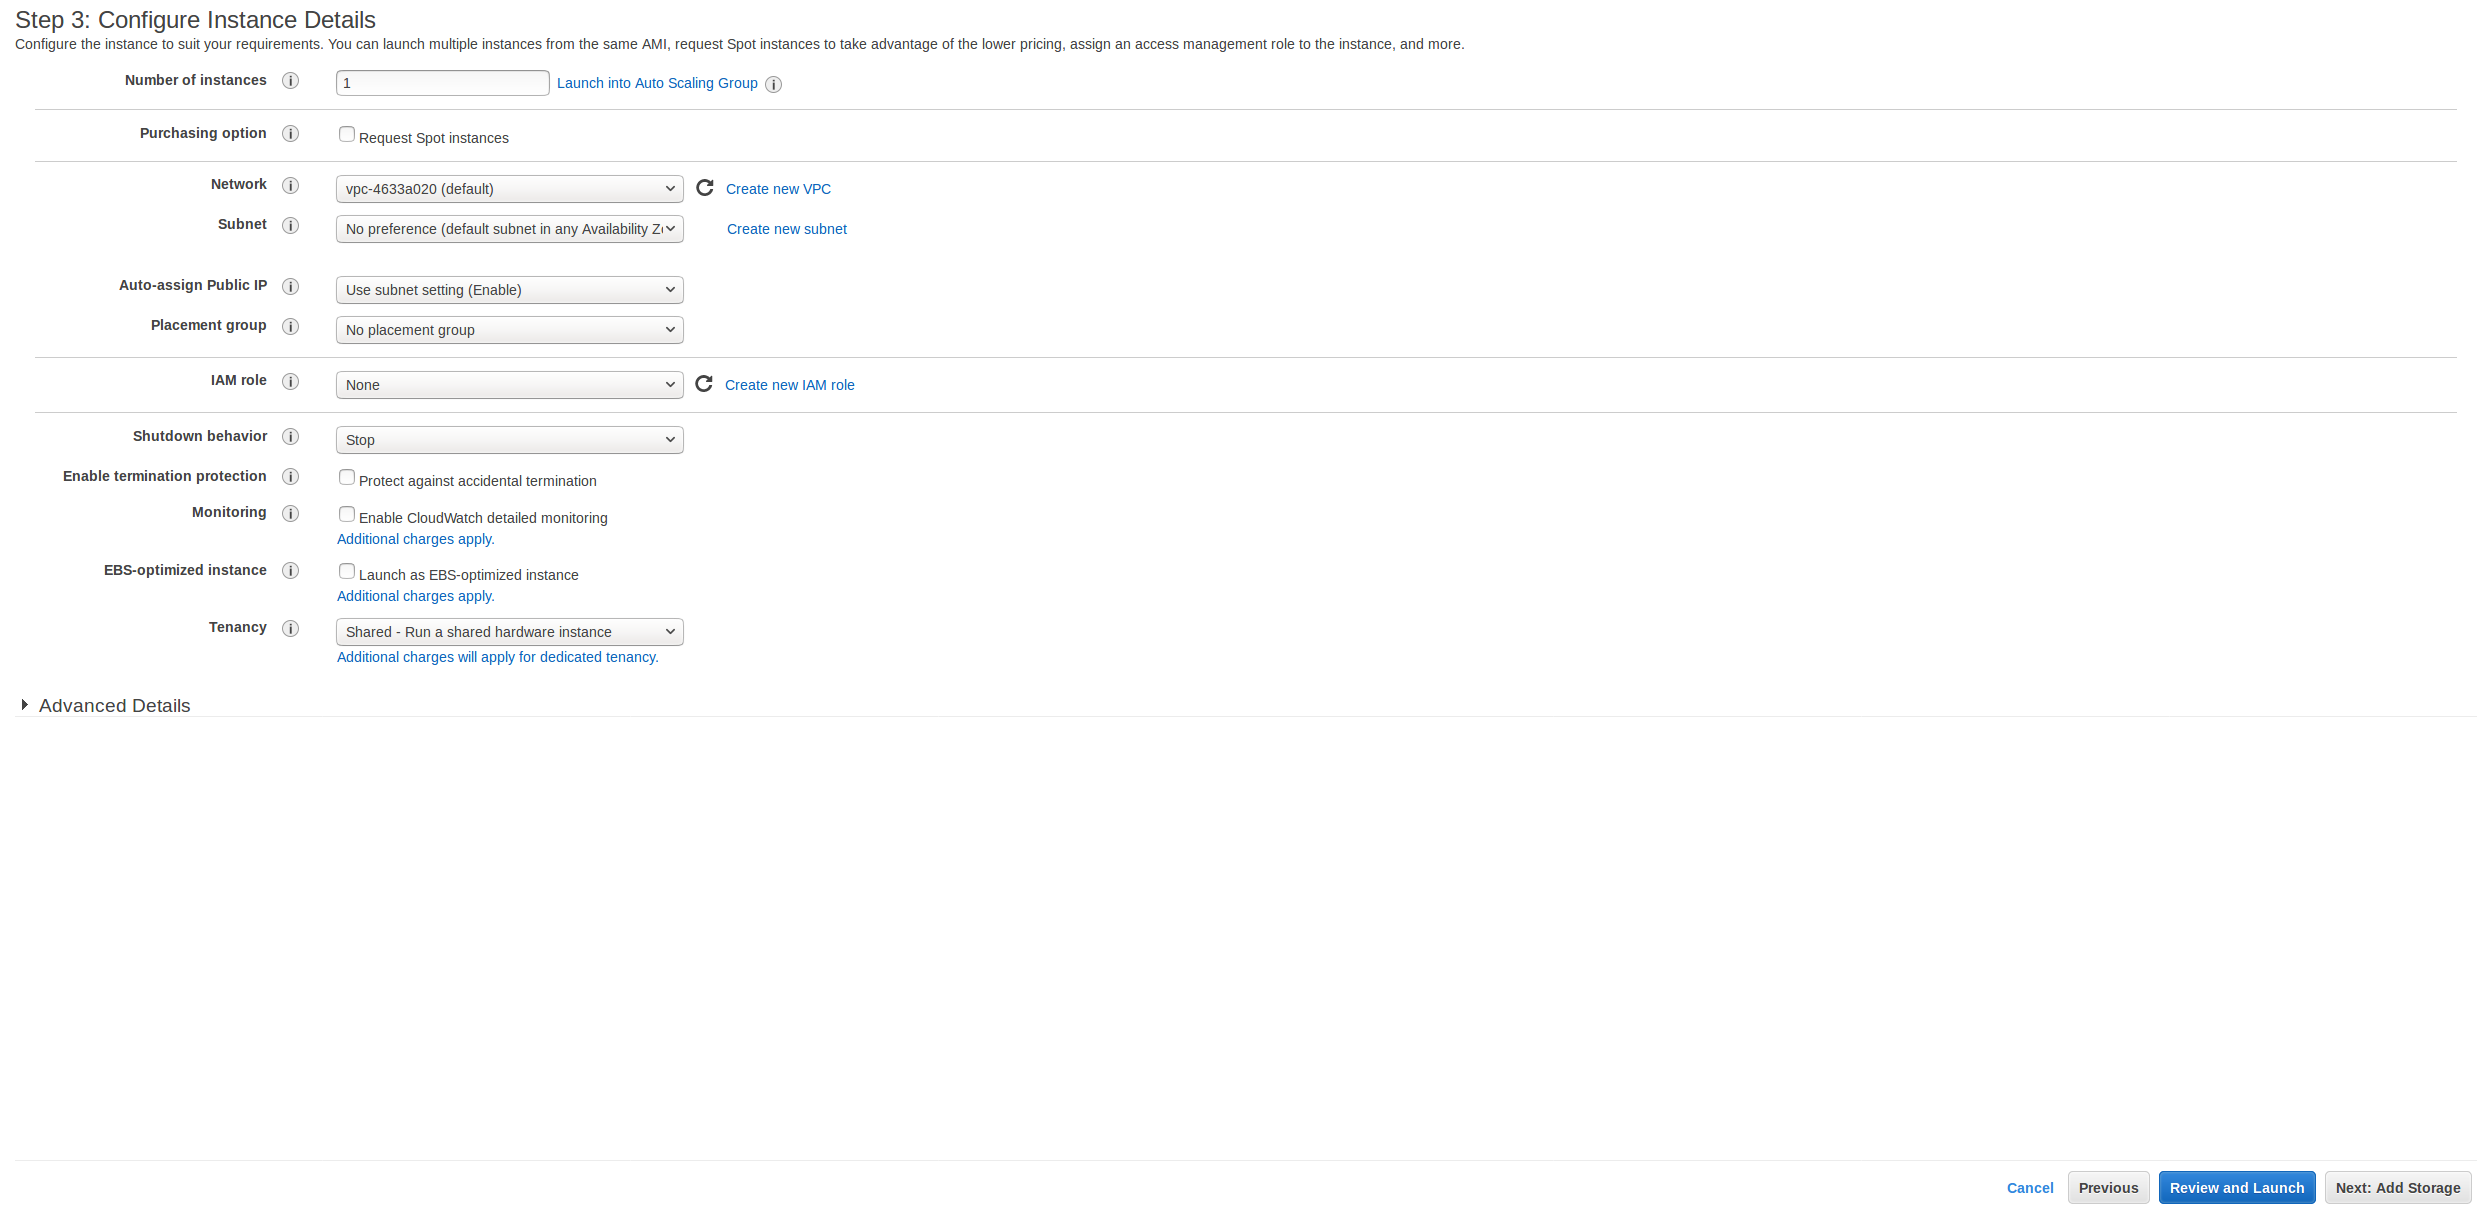 Step 3: Configure Instance Details
Configure the instance to suit your requirements. You can launch multiple instances from the same AMI, request Spot instances to take advantage of the lower pricing, assign an access management role to the instance, and more.
Number of instances 1 Launch into Auto Scaling Group
Purchasing option Request Spot instances
Network vpc-4633a020 (default) Create new VPC
Subnet No preference (default subnet in any Availability Create new subnet
Auto-assign Public IP Use subnet setting (Enable)
Placement group No placement group
IAM role None Create new IAM role
Shutdown behavior Stop
Enable termination protection Protect against accidental termination
Monitoring Enable CloudWatch detailed monitoring
Additional charges apply.
EBS-optimized instance Launch as EBS-optimized instance
Additional charges apply.
Tenancy Shared - Run a shared hardware instance
Additional charges will apply for dedicated tenancy.
Advanced Details
Cancel Previous Review and Launch Next: Add Storage